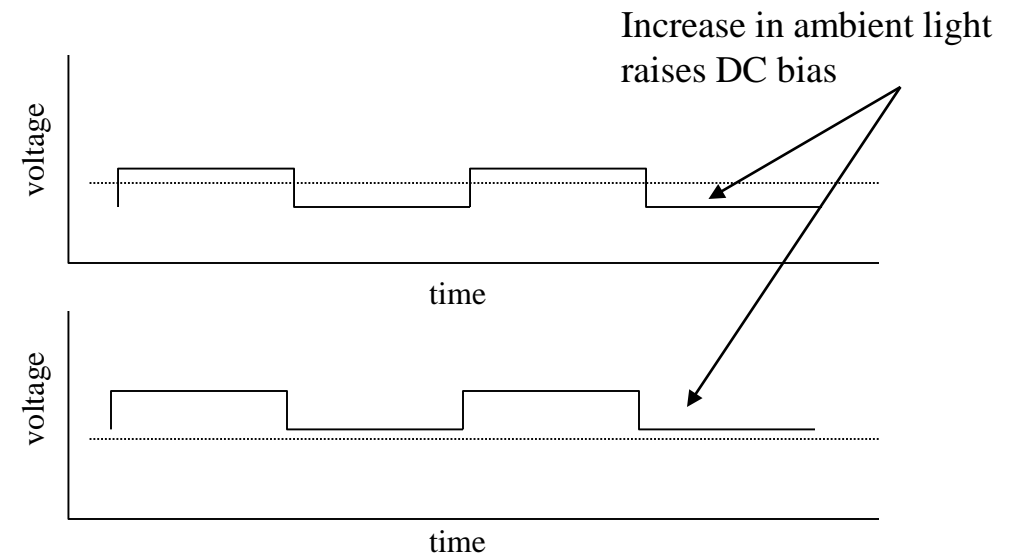 Increase in ambient light
raises DC bias
voltage
time
voltage
time